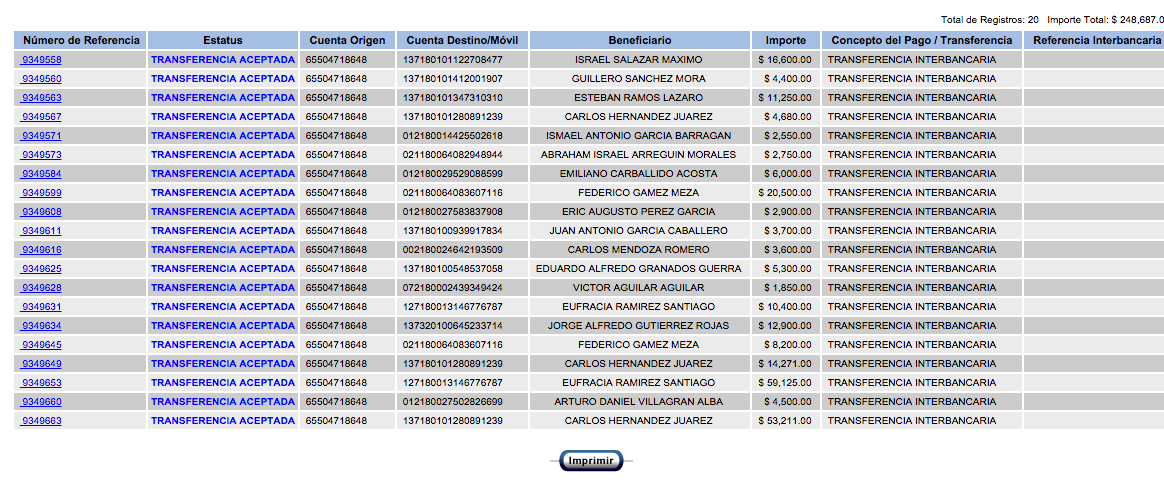 Total de Registros: 20 Importe Total: $ 248,687.0
Número de Referencia Estatus Cuenta Origen Cuenta Destino/Móvil Beneficiario Importe Concepto del Pago / Transferencia Referencia Interbancaria
9349558 TRANSFERENCIA ACEPTADA 65504718648 137180101122708477 ISRAEL SALAZAR MAXIMO $ 16,600.00 TRANSFERENCIA INTERBANCARIA
9349560 TRANSFERENCIA ACEPTADA 65504718648 137180101412001907 GUILLERO SANCHEZ MORA $ 4,400.00 TRANSFERENCIA INTERBANCARIA
9349563 TRANSFERENCIA ACEPTADA 65504718648 137180101347310310 ESTEBAN RAMOS LAZARO $ 11,250.00 TRANSFERENCIA INTERBANCARIA
9349567 TRANSFERENCIA ACEPTADA 65504718648 137180101280891239 CARLOS HERNANDEZ JUAREZ $ 4,680.00 TRANSFERENCIA INTERBANCARIA
9349571 TRANSFERENCIA ACEPTADA 65504718648 012180014425502618 ISMAEL ANTONIO GARCIA BARRAGAN $ 2,550.00 TRANSFERENCIA INTERBANCARIA
9349573 TRANSFERENCIA ACEPTADA 65504718648 021180064082948944 ABRAHAM ISRAEL ARREGUIN MORALES $ 2,750.00 TRANSFERENCIA INTERBANCARIA
9349584 TRANSFERENCIA ACEPTADA 65504718648 012180029529088599 EMILIANO CARBALLIDO ACOSTA $ 6,000.00 TRANSFERENCIA INTERBANCARIA
9349599 TRANSFERENCIA ACEPTADA 65504718648 021180064083607116 FEDERICO GAMEZ MEZA $ 20,500.00 TRANSFERENCIA INTERBANCARIA
9349608 TRANSFERENCIA ACEPTADA 65504718648 012180027583837908 ERIC AUGUSTO PEREZ GARCIA $ 2,900.00 TRANSFERENCIA INTERBANCARIA
9349611 TRANSFERENCIA ACEPTADA 65504718648 137180100939917834 JUAN ANTONIO GARCIA CABALLERO $ 3,700.00 TRANSFERENCIA INTERBANCARIA
9349616 TRANSFERENCIA ACEPTADA 65504718648 002180024642193509 CARLOS MENDOZA ROMERO $ 3,600.00 TRANSFERENCIA INTERBANCARIA
9349625 TRANSFERENCIA ACEPTADA 65504718648 137180100548537058 EDUARDO ALFREDO GRANADOS GUERRA $ 5,300.00 TRANSFERENCIA INTERBANCARIA
9349628 TRANSFERENCIA ACEPTADA 65504718648 072180002439349424 VICTOR AGUILAR AGUILAR $ 1,850.00 TRANSFERENCIA INTERBANCARIA
9349631 TRANSFERENCIA ACEPTADA 65504718648 127180013146776787 EUFRACIA RAMIREZ SANTIAGO $ 10,400.00 TRANSFERENCIA INTERBANCARIA
9349634 TRANSFERENCIA ACEPTADA 65504718648 137320100645233714 JORGE ALFREDO GUTIERREZ ROJAS $ 12,900.00 TRANSFERENCIA INTERBANCARIA
9349645 TRANSFERENCIA ACEPTADA 65504718648 021180064083607116 FEDERICO GAMEZ MEZA $ 8,200.00 TRANSFERENCIA INTERBANCARIA
9349649 TRANSFERENCIA ACEPTADA 65504718648 137180101280891239 CARLOS HERNANDEZ JUAREZ $ 14,271.00 TRANSFERENCIA INTERBANCARIA
9349653 TRANSFERENCIA ACEPTADA 65504718648 127180013146776787 EUFRACIA RAMIREZ SANTIAGO $ 59,125.00 TRANSFERENCIA INTERBANCARIA
9349660 TRANSFERENCIA ACEPTADA 65504718648 012180027502826699 ARTURO DANIEL VILLAGRAN ALBA $ 4,500.00 TRANSFERENCIA INTERBANCARIA
9349663 TRANSFERENCIA ACEPTADA 65504718648 137180101280891239 CARLOS HERNANDEZ JUAREZ $ 53,211.00 TRANSFERENCIA INTERBANCARIA
Imprimir